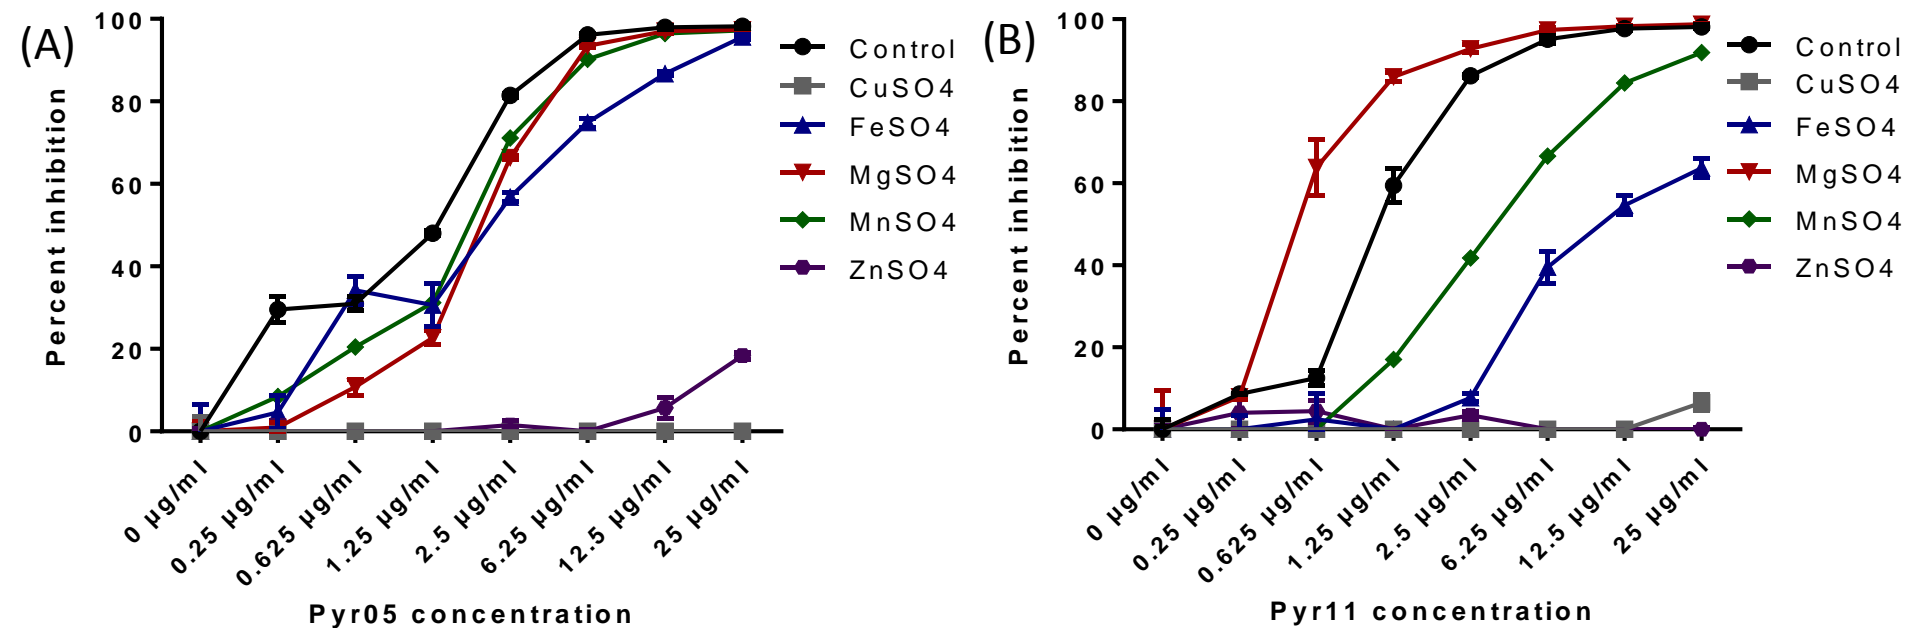 (A)
Percent inhibition
100
80
60
40
20
0
0 µg/ml
0.25 µg/ml
0.625 µg/ml
1.25 µg/ml
2.5 µg/ml
6.25 µg/ml
12.5 µg/ml
25 µg/ml
Pyr05 concentration
Control
CuSO4
FeSO4
MgSO4
MnSO4
ZnSO4
(B)
Percent inhibition
100
80
60
40
20
0
0 µg/ml
0.25 µg/ml
0.625 µg/ml
1.25 µg/ml
2.5 µg/ml
6.25 µg/ml
12.5 µg/ml
25 µg/ml
Pyr11 concentration
Control
CuSO4
FeSO4
MgSO4
MnSO4
ZnSO4